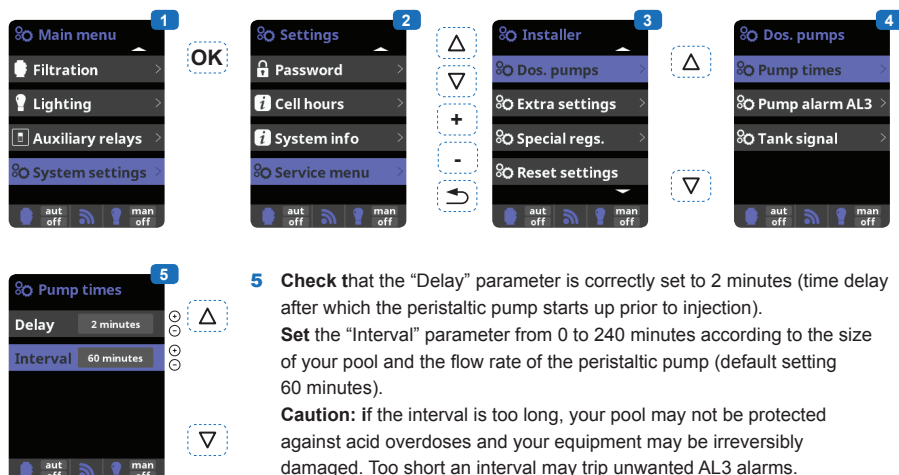 1
Main menu
Filtration
Lighting
Auxiliary relays
System settings
aut off man off
OK
2
Settings
Password
Cell hours
System info
Service menu
aut off man off
+
-
3
Installer
Dos. pumps
Extra settings
Special regs.
Reset settings
aut off man off
4
Dos. pumps
Pump times
Pump alarm AL3
Tank signal
aut off man off
5
Pump times
Delay 2 minutes
Interval 60 minutes
aut off man off
5 Check that the “Delay” parameter is correctly set to 2 minutes (time delay
after which the peristaltic pump starts up prior to injection).
Set the “Interval” parameter from 0 to 240 minutes according to the size
of your pool and the flow rate of the peristaltic pump (default setting
60 minutes).
Caution: if the interval is too long, your pool may not be protected
against acid overdoses and your equipment may be irreversibly
damaged. Too short an interval may trip unwanted AL3 alarms.